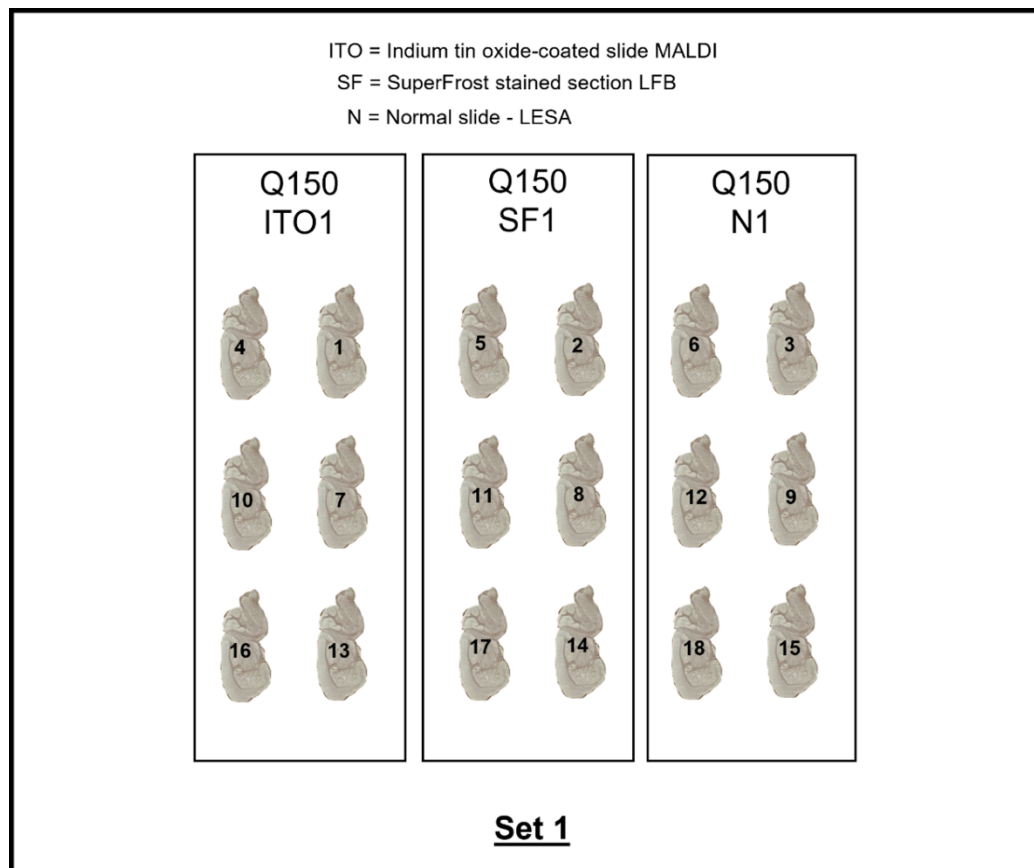 ITO = Indium tin oxide-coated slide MALDI
SF = SuperFrost stained section LFB
N = Normal slide - LESA
Q150
ITO1
4 1
10 7
16 13
Q150
SF1
5 2
11 8
17 14
Q150
N1
6 3
12 9
18 15
Set 1